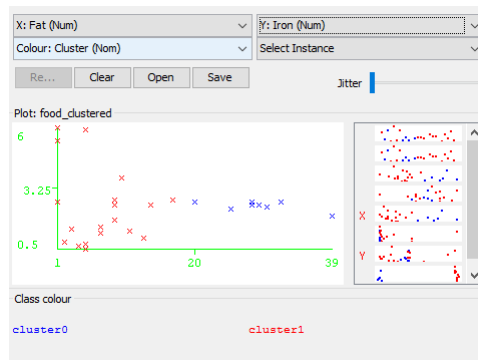 X: Fat (Num)
Y: Iron (Num)
Colour: Cluster (Nom)
Select Instance
Re...
Clear
Open
Save
Jitter
Plot: food_clustered
6
3.25
0.5
1
20
39
X
Y
Class colour
cluster0
cluster1